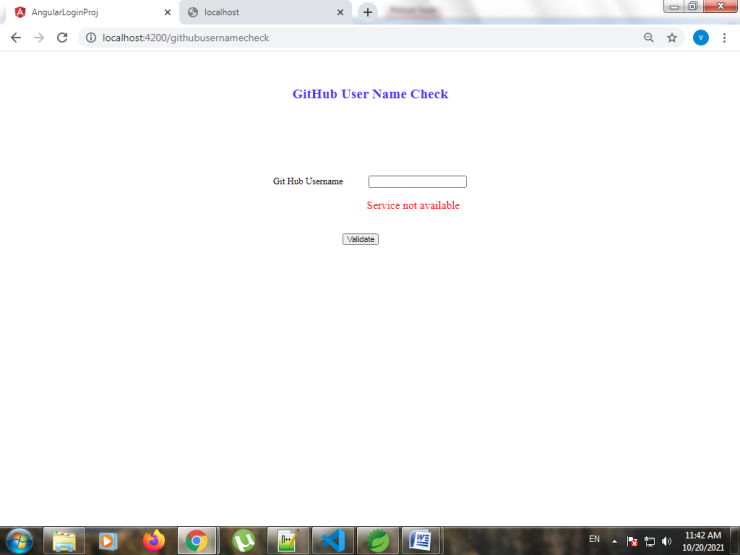 AngularLoginProj
localhost
localhost:4200/githubusernamecheck
V
GitHub User Name Check
Git Hub Username
Service not available
Validate
EN
11:42 AM
10/20/2021